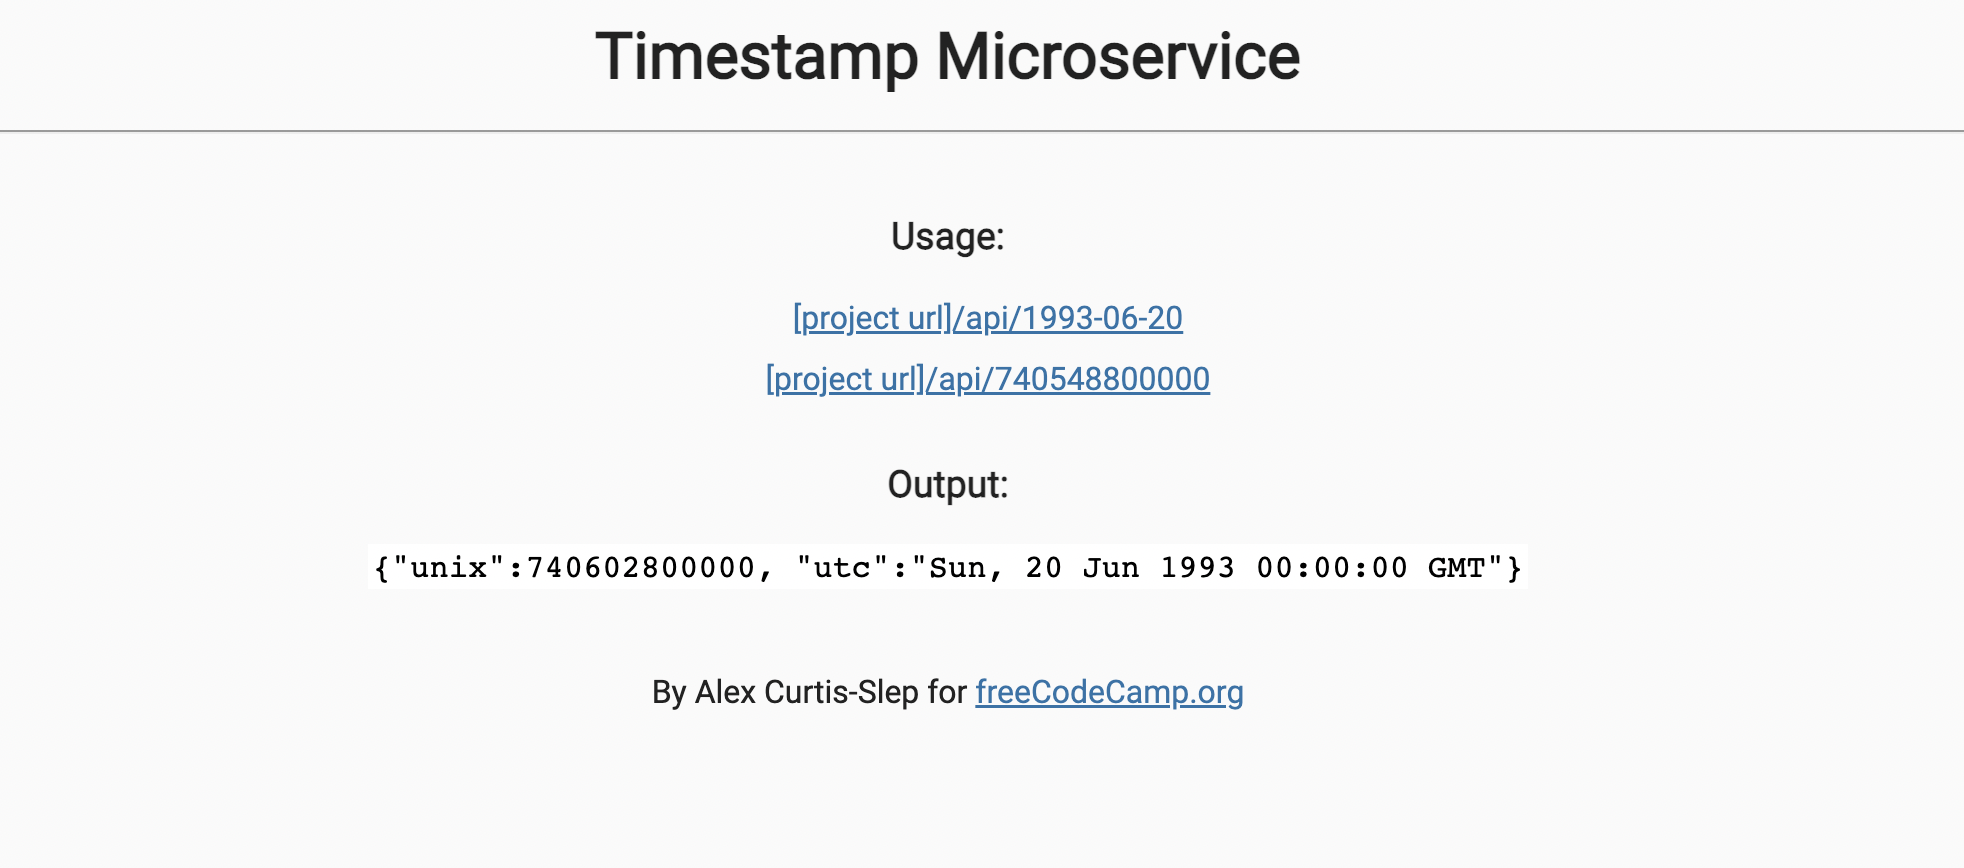 Timestamp Microservice
Usage:
[project url]/api/1993-06-20
[project url]/api/740548800000
Output:
{"unix":740602800000, "utc":"Sun, 20 Jun 1993 00:00:00 GMT"}
By Alex Curtis-Slep for freeCodeCamp.org